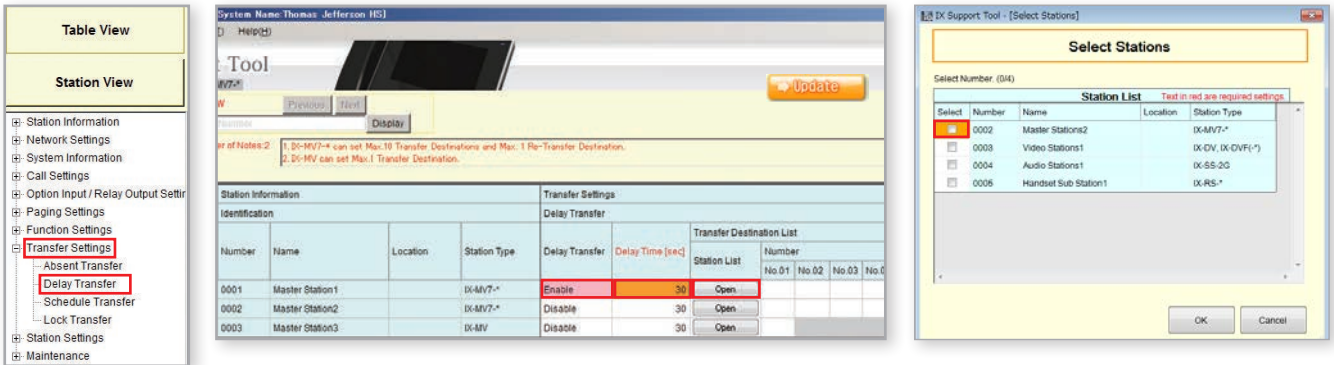 Table View
Station View
Station Information
Network Settings
System Information
Call Settings
Option Input / Relay Output Settin
Paging Settings
Function Settings
Transfer Settings
Absent Transfer
Delay Transfer
Schedule Transfer
Lock Transfer
Station Settings
Maintenance
System Name:Thomas Jefferson HS]
Help(H)
Tool
MV7-*
Update
Previous Next
Display
er of Notes:2
1. IX-MV7-* can set Max.10 Transfer Destinations and Max. 1 Re-Transfer Destination.
2. IX-MV can set Max.1 Transfer Destination.
Station Information Transfer Settings
Identification Delay Transfer
Number Name Location Station Type Delay Transfer Delay Time [sec] Transfer Destination List
Station List Number
No.01 No.02 No.03 No.0
0001 Master Station1 IX-MV7-* Enable 30 Open
0002 Master Station2 IX-MV7-* Disable 30 Open
0003 Master Station3 IX-MV Disable 30 Open
IX Support Tool - [Select Stations]
Select Stations
Select Number. (0/4)
Station List Text in red are required settings.
Select Number Name Location Station Type
0002 Master Stations2 IX-MV7-*
0003 Video Stations1 IX-DV, IX-DVF(-*)
0004 Audio Stations1 IX-SS-2G
0005 Handset Sub Station1 IX-RS-*
OK Cancel